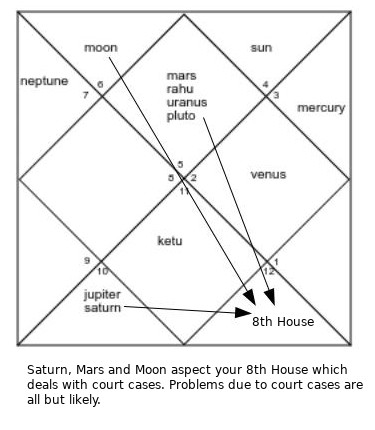 moon
sun
neptune
6
7
mars
rahu
uranus
pluto
4
3
mercury
5
8
2
11
venus
ketu
9
10
1
12
jupiter
saturn
8th House
Saturn, Mars and Moon aspect your 8th House which
deals with court cases. Problems due to court cases are
all but likely.